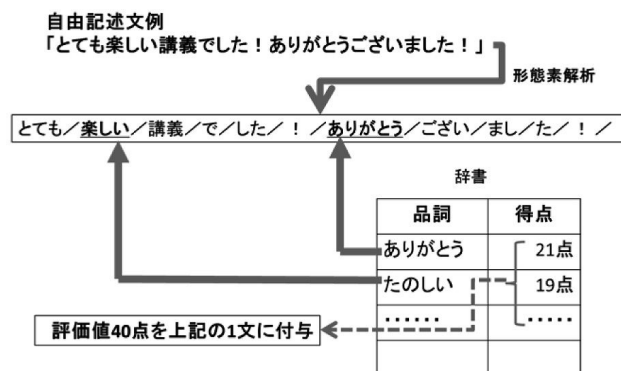 自由記述文例
「とても楽しい講義でした！ありがとうございました！」
形態素解析
とても／楽しい／講義／で／した／！／ありがとう／ござい／まし／た／！／
辞書
品詞 得点
ありがとう 21点
たのしい 19点
‥‥‥ ‥‥‥
評価値40点を上記の1文に付与